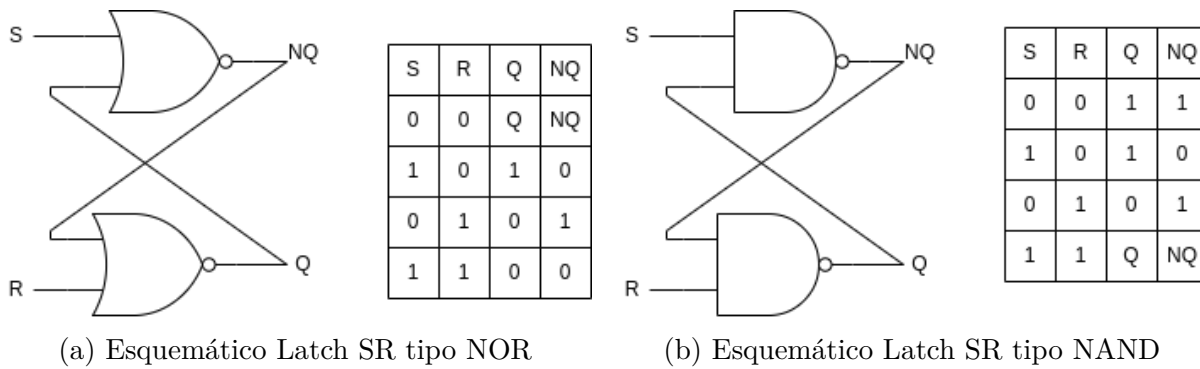 S
NQ
Q
R
S R Q NQ
0 0 Q NQ
1 0 1 0
0 1 0 1
1 1 0 0
(a) Esquemático Latch SR tipo NOR
S
NQ
Q
R
S R Q NQ
0 0 1 1
1 0 1 0
0 1 0 1
1 1 Q NQ
(b) Esquemático Latch SR tipo NAND